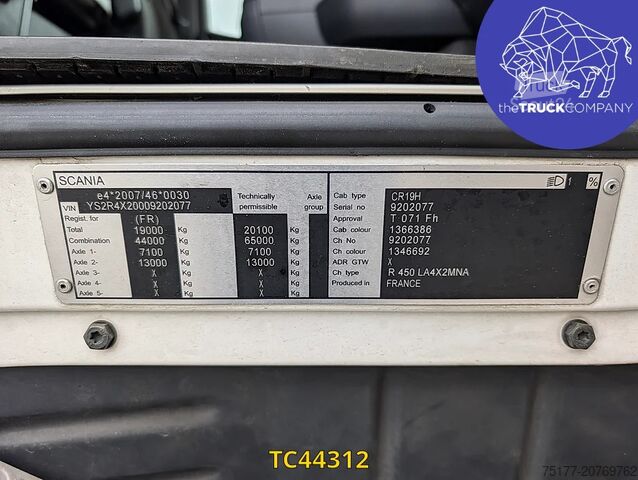 theTRUCKCOMPANY
SCANIA
e4*2007/46*0030
VIN YS2R4X20009202077
Technically permissible Axle group
Regist. for (FR)
Total 19000 Kg 20100 Kg
Combination 44000 Kg 65000 Kg
Axle 1- 7100 Kg 7100 Kg
Axle 2- 13000 Kg 13000 Kg
Axle 3- X Kg X Kg
Axle 4- X Kg X Kg
Axle 5- X Kg X Kg
1 %
Cab type CR19H
Serial no 9202077
Approval T 071 Fh
Cab colour 1366386
Ch No 9202077
Ch colour 1346692
ADR GTW X
Ch type R 450 LA4X2MNA
Produced in FRANCE
TC44312
75177-20769762